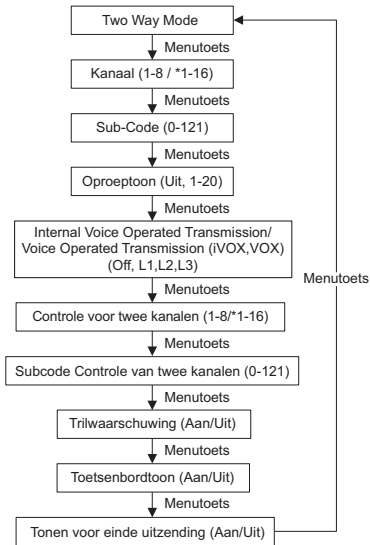 Two Way Mode
Menutoets
Kanaal (1-8 / *1-16)
Menutoets
Sub-Code (0-121)
Menutoets
Oproeptoon (Uit, 1-20)
Menutoets
Internal Voice Operated Transmission/
Voice Operated Transmission (iVOX,VOX)
(Off, L1,L2,L3)
Menutoets
Menutoets
Controle voor twee kanalen (1-8/*1-16)
Menutoets
Subcode Controle van twee kanalen (0-121)
Menutoets
Trilwaarschuwing (Aan/Uit)
Menutoets
Toetsenbordtoon (Aan/Uit)
Menutoets
Tonen voor einde uitzending (Aan/Uit)